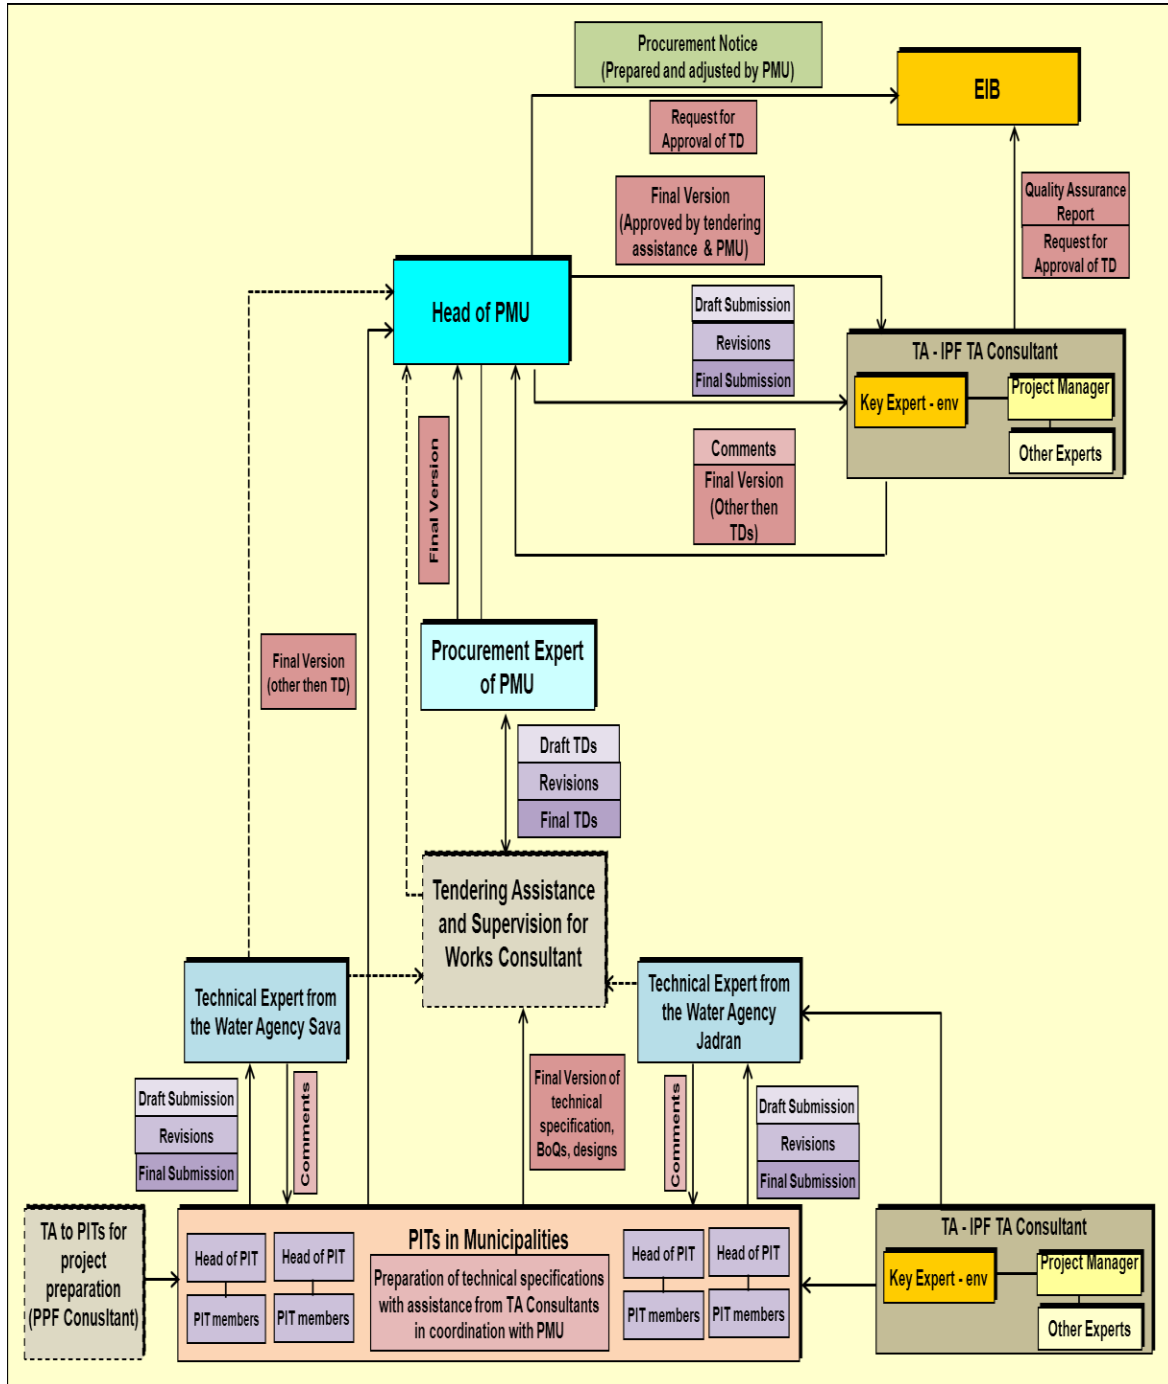 Procurement Notice
(Prepared and adjusted by PMU)
EIB
Request for
Approval of TD
Final Version
(Approved by tendering
assistance & PMU)
Quality Assurance
Report
Request for
Approval of TD
Head of PMU
Draft Submission
Revisions
Final Submission
TA - IPF TA Consultant
Key Expert - env
Project Manager
Other Experts
Comments
Final Version
(Other then
TDs)
Final Version
Final Version
(other then TD)
Procurement Expert
of PMU
Draft TDs
Revisions
Final TDs
Tendering Assistance
and Supervision for
Works Consultant
Technical Expert from
the Water Agency Sava
Technical Expert from
the Water Agency
Jadran
Draft Submission
Revisions
Final Submission
Comments
Final Version of
technical
specification,
BoQs, designs
Comments
Draft Submission
Revisions
Final Submission
TA to PITs for
project
preparation
(PPF Conusltant)
PITs in Municipalities
Head of PIT
PIT members
Head of PIT
PIT members
Preparation of technical specifications
with assistance from TA Consultants
in coordination with PMU
Head of PIT
PIT members
Head of PIT
PIT members
TA - IPF TA Consultant
Key Expert - env
Project Manager
Other Experts